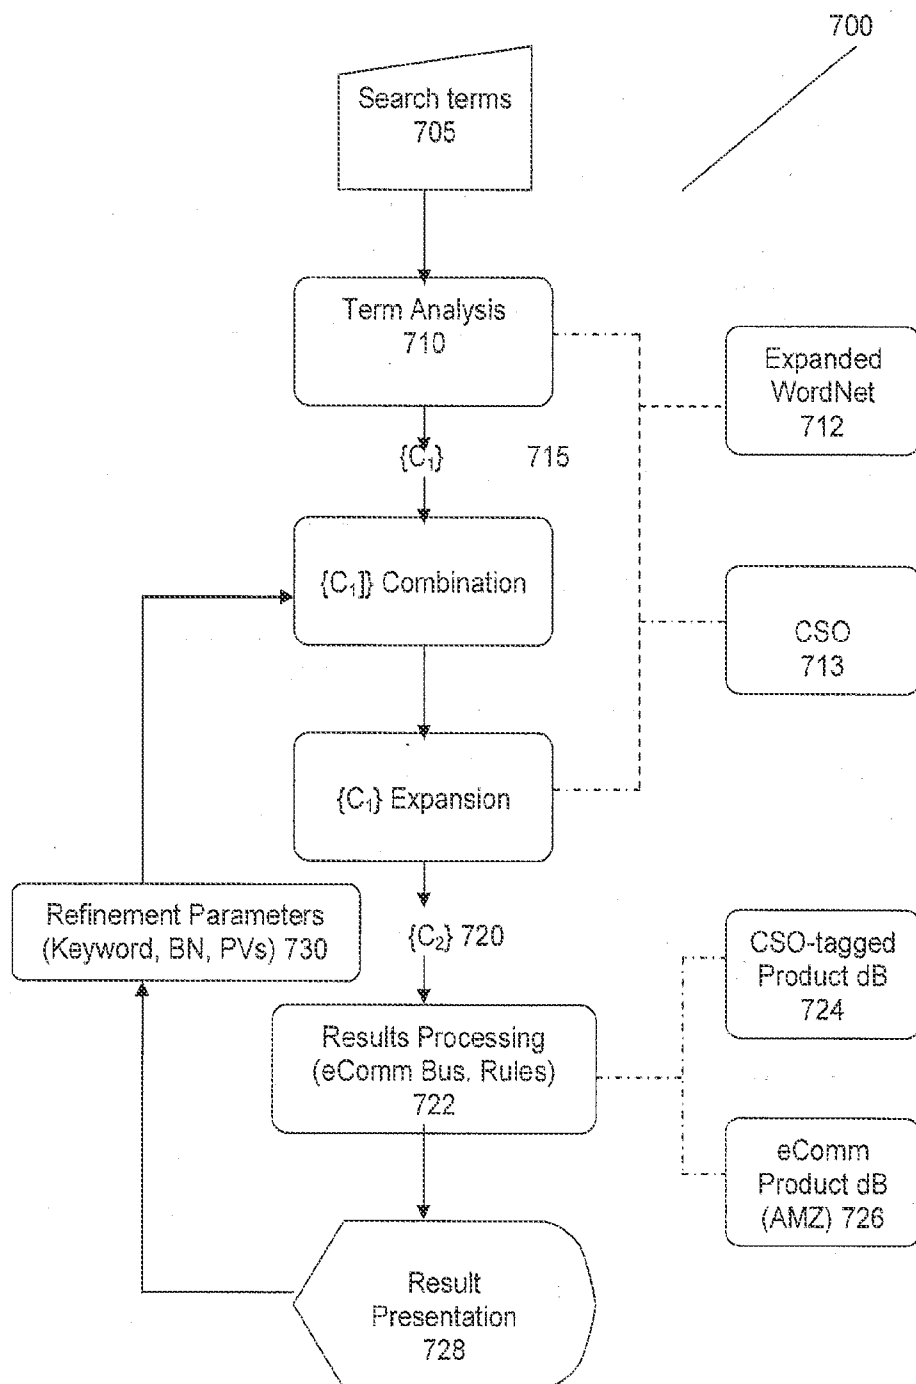 700
Search terms
705
Term Analysis
710
Expanded
WordNet
712
{C₁}
715
{C₁]} Combination
CSO
713
{C₁} Expansion
Refinement Parameters
(Keyword, BN, PVs) 730
{C₂} 720
CSO-tagged
Product dB
724
Results Processing
(eComm Bus. Rules)
722
eComm
Product dB
(AMZ) 726
Result
Presentation
728